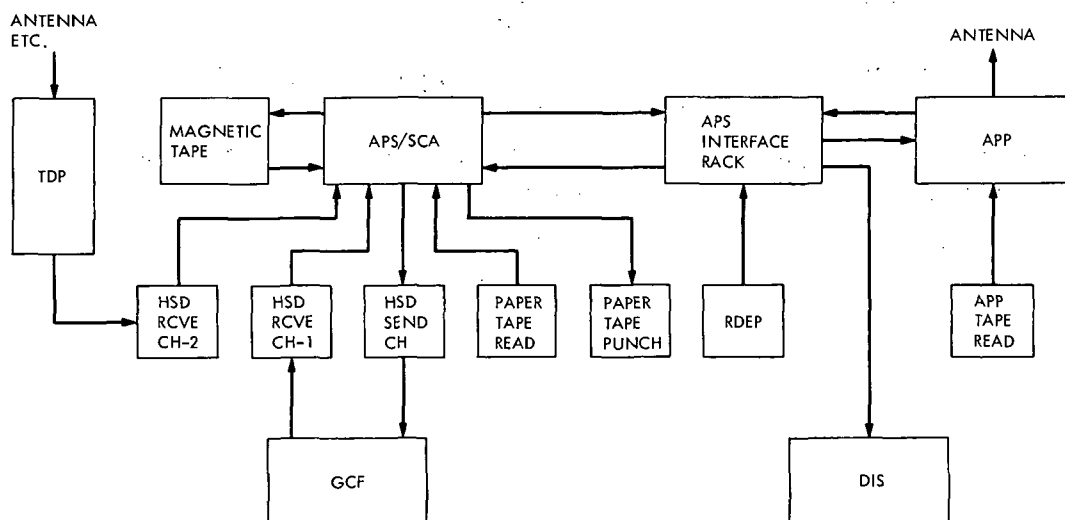 ANTENNA
ETC.
ANTENNA
TDP
MAGNETIC
TAPE
APS/SCA
APS
INTERFACE
RACK
APP
HSD
RCVE
CH-2
HSD
RCVE
CH-1
HSD
SEND
CH
PAPER
TAPE
READ
PAPER
TAPE
PUNCH
RDEP
APP
TAPE
READ
GCF
DIS